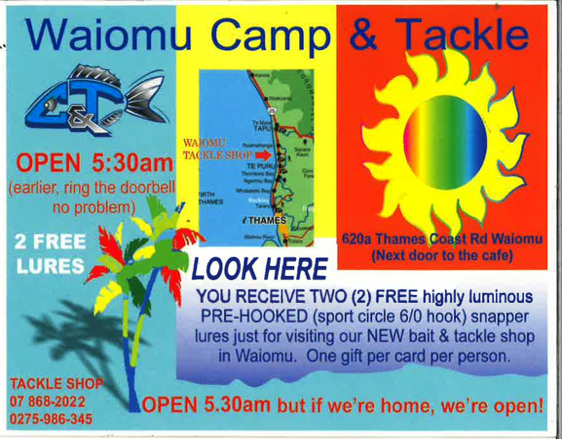 Waiomu Camp & Tackle
C&T
OPEN 5:30am
(earlier, ring the doorbell
no problem)
2 FREE
LURES
TAPU
WAIOMU
TACKLE SHOP
TE PURU
THAMES
THAMES
620a Thames Coast Rd Waiomu
(Next door to the cafe)
LOOK HERE
YOU RECEIVE TWO (2) FREE highly luminous
PRE-HOOKED (sport circle 6/0 hook) snapper
lures just for visiting our NEW bait & tackle shop
in Waiomu. One gift per card per person.
TACKLE SHOP
07 868-2022
0275-986-345
OPEN 5.30am but if we're home, we're open!